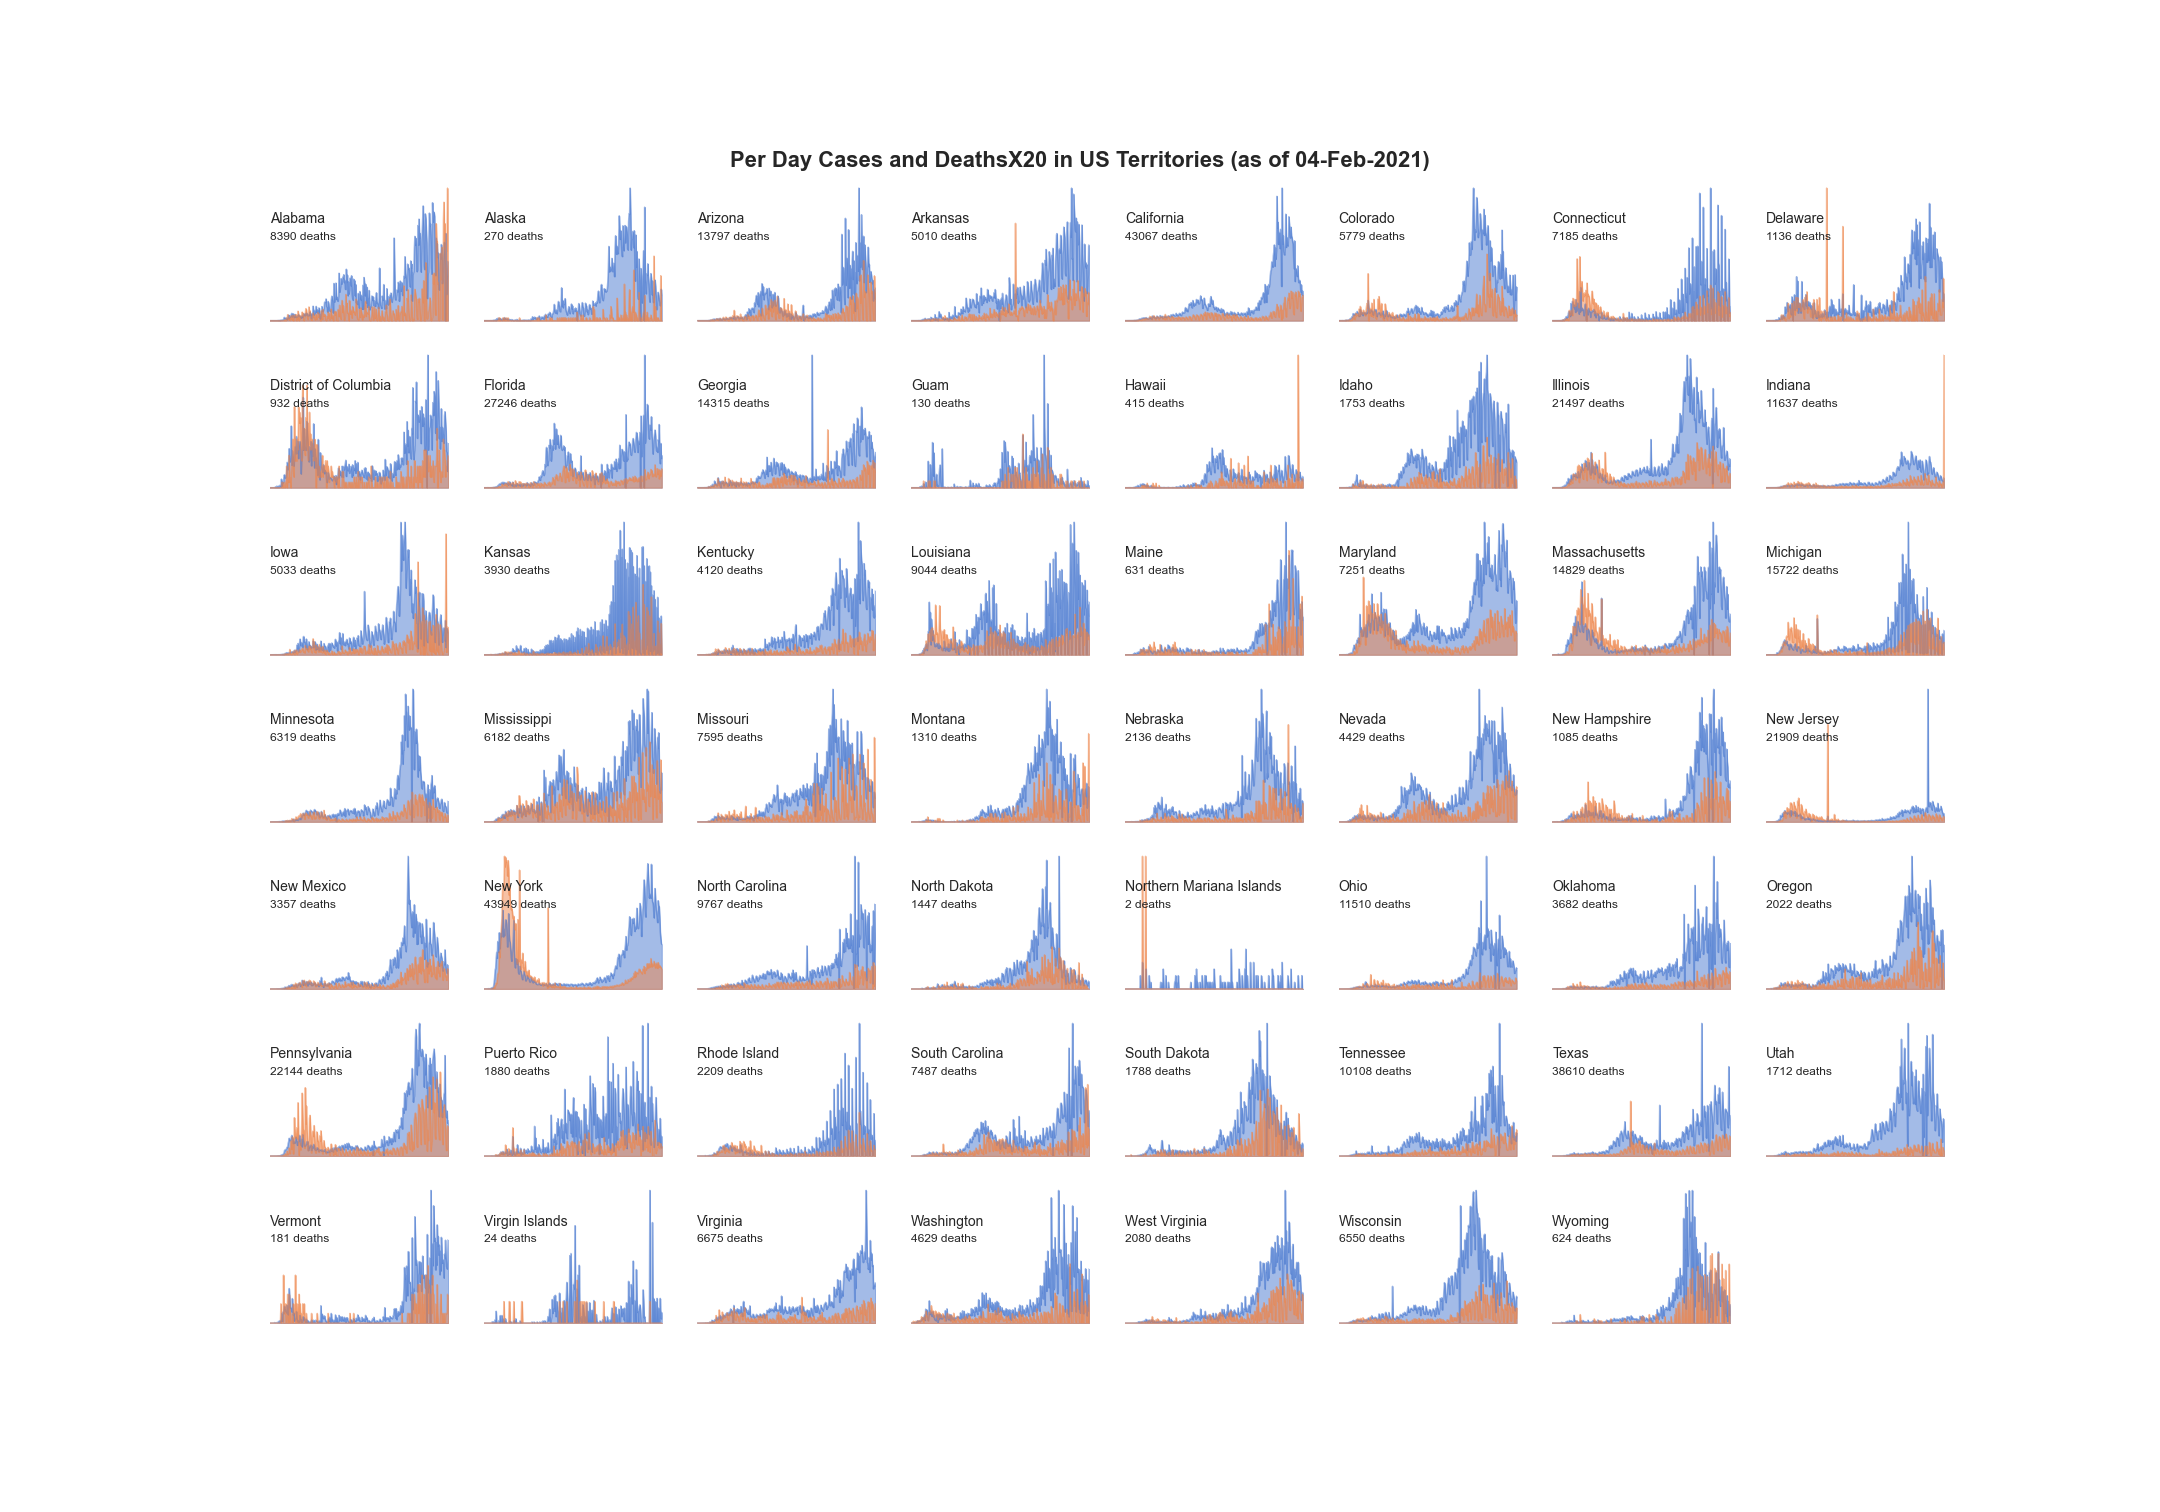 Per Day Cases and DeathsX20 in US Territories (as of 04-Feb-2021)
Alabama
8390 deaths
Alaska
270 deaths
Arizona
13797 deaths
Arkansas
5010 deaths
California
43067 deaths
Colorado
5779 deaths
Connecticut
7185 deaths
Delaware
1136 deaths
District of Columbia
932 deaths
Florida
27246 deaths
Georgia
14315 deaths
Guam
130 deaths
Hawaii
415 deaths
Idaho
1753 deaths
Illinois
21497 deaths
Indiana
11637 deaths
Iowa
5033 deaths
Kansas
3930 deaths
Kentucky
4120 deaths
Louisiana
9044 deaths
Maine
631 deaths
Maryland
7251 deaths
Massachusetts
14829 deaths
Michigan
15722 deaths
Minnesota
6319 deaths
Mississippi
6182 deaths
Missouri
7595 deaths
Montana
1310 deaths
Nebraska
2136 deaths
Nevada
4429 deaths
New Hampshire
1085 deaths
New Jersey
21909 deaths
New Mexico
3357 deaths
New York
43949 deaths
North Carolina
9767 deaths
North Dakota
1447 deaths
Northern Mariana Islands
2 deaths
Ohio
11510 deaths
Oklahoma
3682 deaths
Oregon
2022 deaths
Pennsylvania
22144 deaths
Puerto Rico
1880 deaths
Rhode Island
2209 deaths
South Carolina
7487 deaths
South Dakota
1788 deaths
Tennessee
10108 deaths
Texas
38610 deaths
Utah
1712 deaths
Vermont
181 deaths
Virgin Islands
24 deaths
Virginia
6675 deaths
Washington
4629 deaths
West Virginia
2080 deaths
Wisconsin
6550 deaths
Wyoming
624 deaths